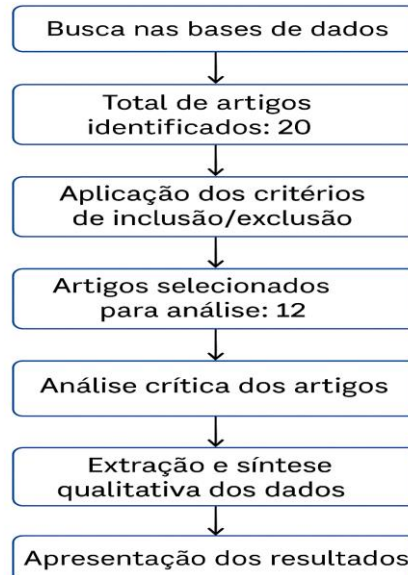 Busca nas bases de dados
Total de artigos
identificados: 20
Aplicação dos critérios
de inclusão/exclusão
Artigos selecionados
para análise: 12
Análise crítica dos artigos
Extração e síntese
qualitativa dos dados
Apresentação dos resultados